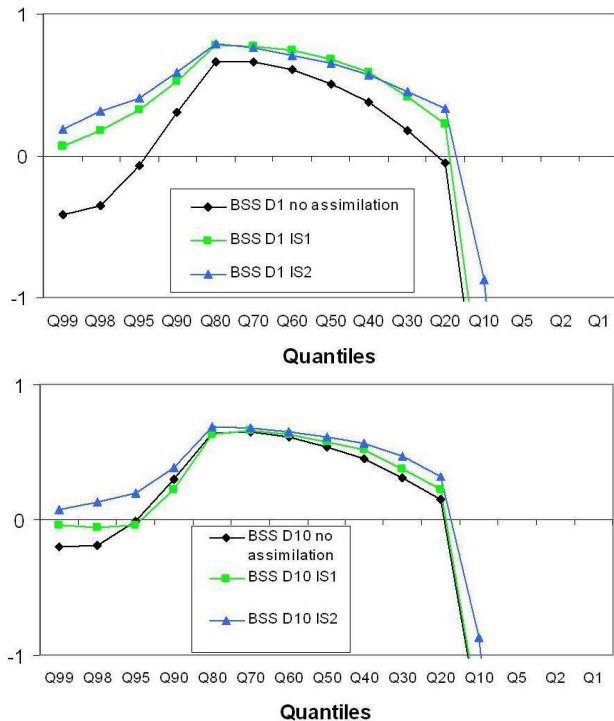 1
0
-1
BSS D1 no assimilation
BSS D1 IS1
BSS D1 IS2
Q99 Q98 Q95 Q90 Q80 Q70 Q60 Q50 Q40 Q30 Q20 Q10 Q5 Q2 Q1
Quantiles
1
0
-1
BSS D10 no
assimilation
BSS D10 IS1
BSS D10 IS2
Q99 Q98 Q95 Q90 Q80 Q70 Q60 Q50 Q40 Q30 Q20 Q10 Q5 Q2 Q1
Quantiles